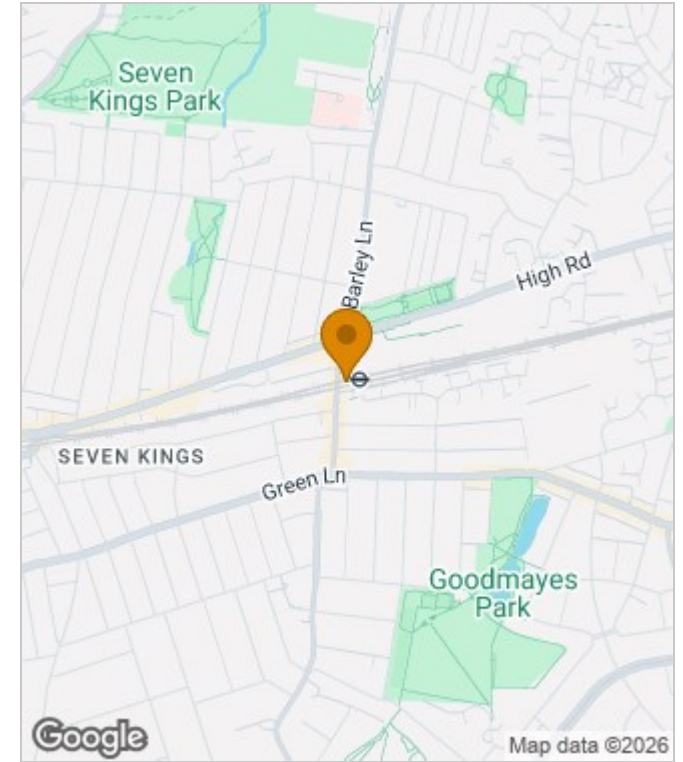 Seven
Kings Park
Barley Ln
High Rd
SEVEN KINGS
Green Ln
Goodmayes
Park
Google
Map data ©2026